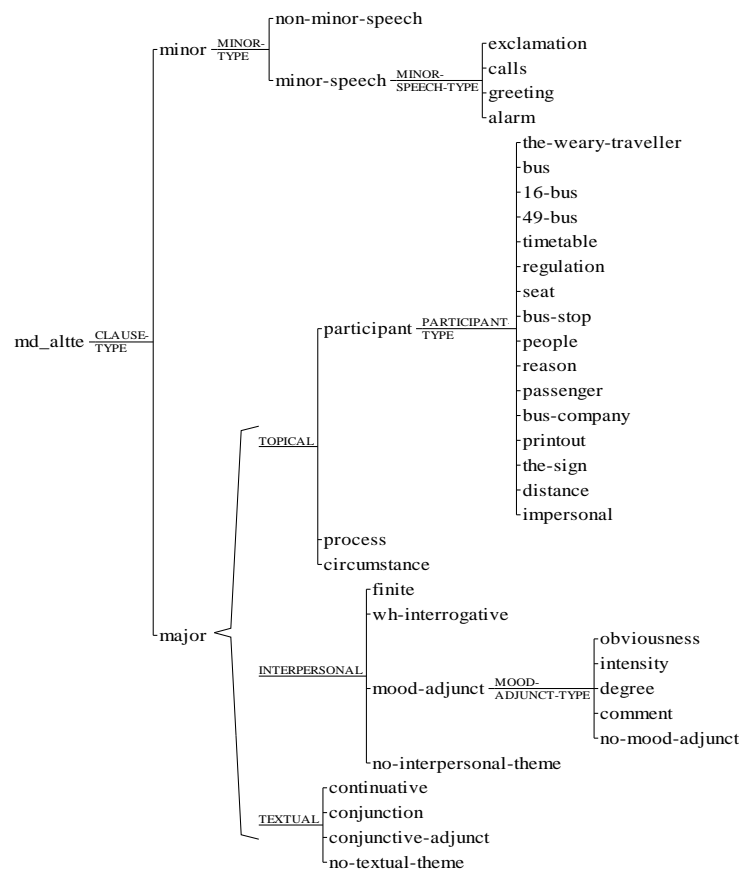 non-minor-speech
minor MINOR-
TYPE
exclamation
minor-speech MINOR-
SPEECH-TYPE
calls
greeting
alarm
the-weary-traveller
bus
16-bus
49-bus
timetable
regulation
seat
bus-stop
md_altte CLAUSE-
TYPE
participant PARTICIPANT-
TYPE
people
reason
passenger
bus-company
printout
TOPICAL
the-sign
distance
impersonal
process
circumstance
finite
wh-interrogative
major
obviousness
INTERPERSONAL
intensity
mood-adjunct MOOD-
ADJUNCT-TYPE
degree
comment
no-mood-adjunct
no-interpersonal-theme
continuative
conjunction
TEXTUAL
conjunctive-adjunct
no-textual-theme